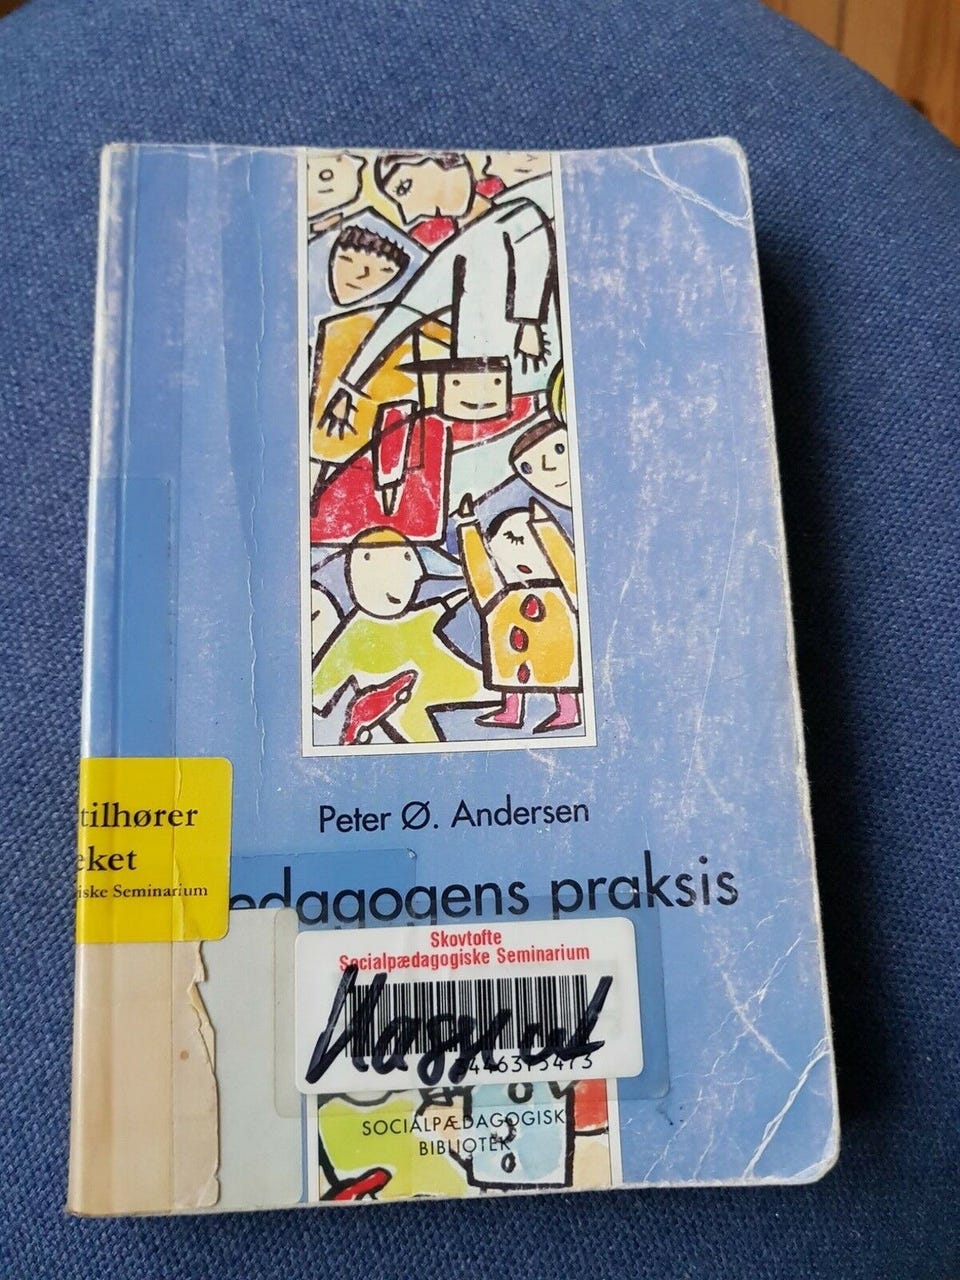 Peter Ø. Andersen
edagogens praksis
tilhører
eket
iske Seminarium
Skovtofte
Socialpædagogiske Seminarium
SOCIALPÆDAGOGISK
BIBLIOTEK